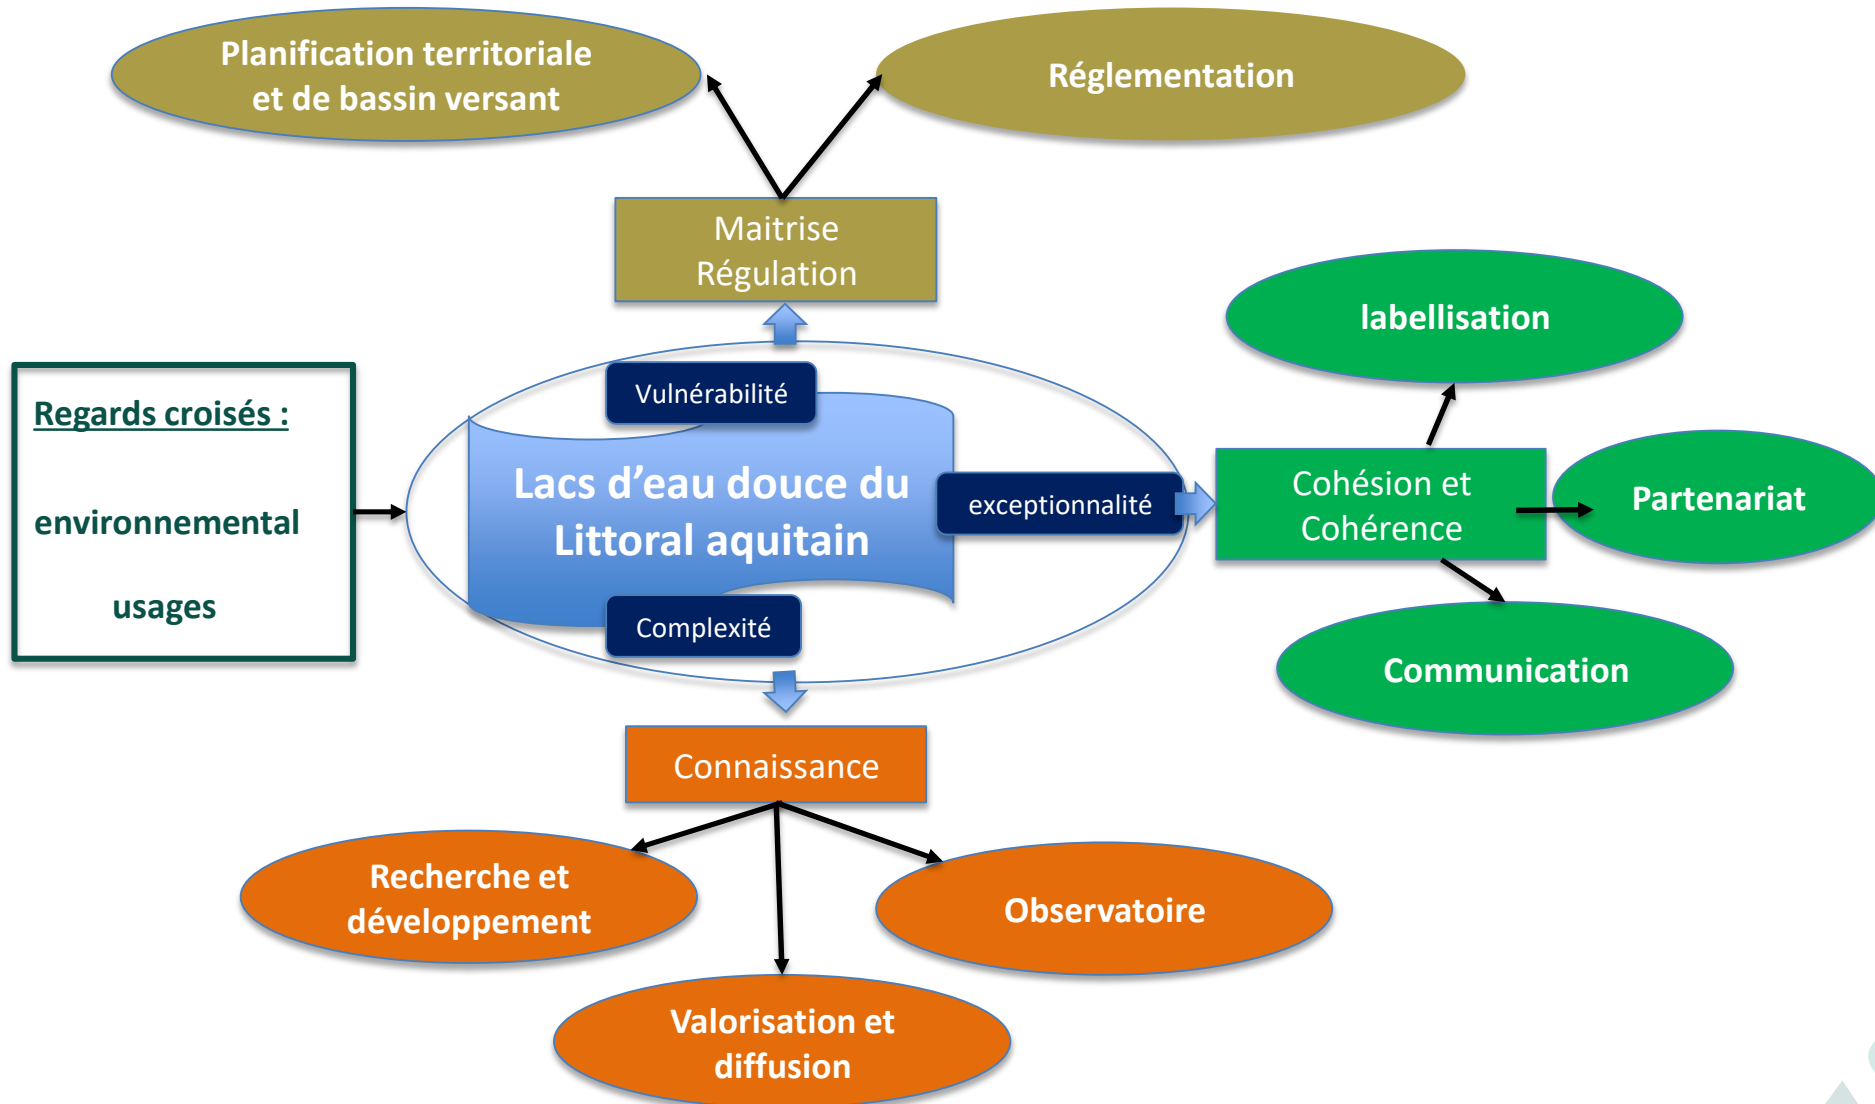 Planification territoriale
et de bassin versant
Réglementation
Maitrise
Régulation
labellisation
Regards croisés :
environnemental
usages
Vulnérabilité
Lacs d’eau douce du
Littoral aquitain
exceptionnalité
Complexité
Cohésion et
Cohérence
Partenariat
Communication
Connaissance
Recherche et
développement
Observatoire
Valorisation et
diffusion